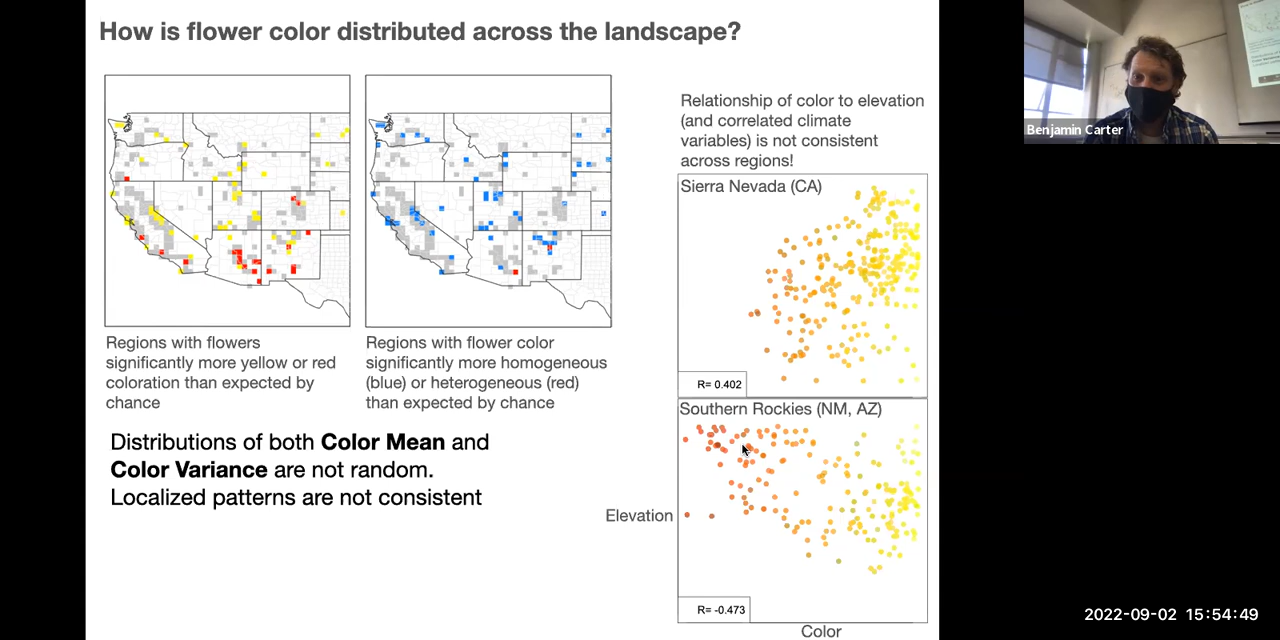 How is flower color distributed across the landscape?
Regions with flowers
significantly more yellow or red
coloration than expected by
chance
Regions with flower color
significantly more homogeneous
(blue) or heterogeneous (red)
than expected by chance
Distributions of both Color Mean and
Color Variance are not random.
Localized patterns are not consistent
Relationship of color to elevation
(and correlated climate
variables) is not consistent
across regions!
Sierra Nevada (CA)
R= 0.402
Southern Rockies (NM, AZ)
Elevation
R= -0.473
Color
Benjamin Carter
2022-09-02 15:54:49